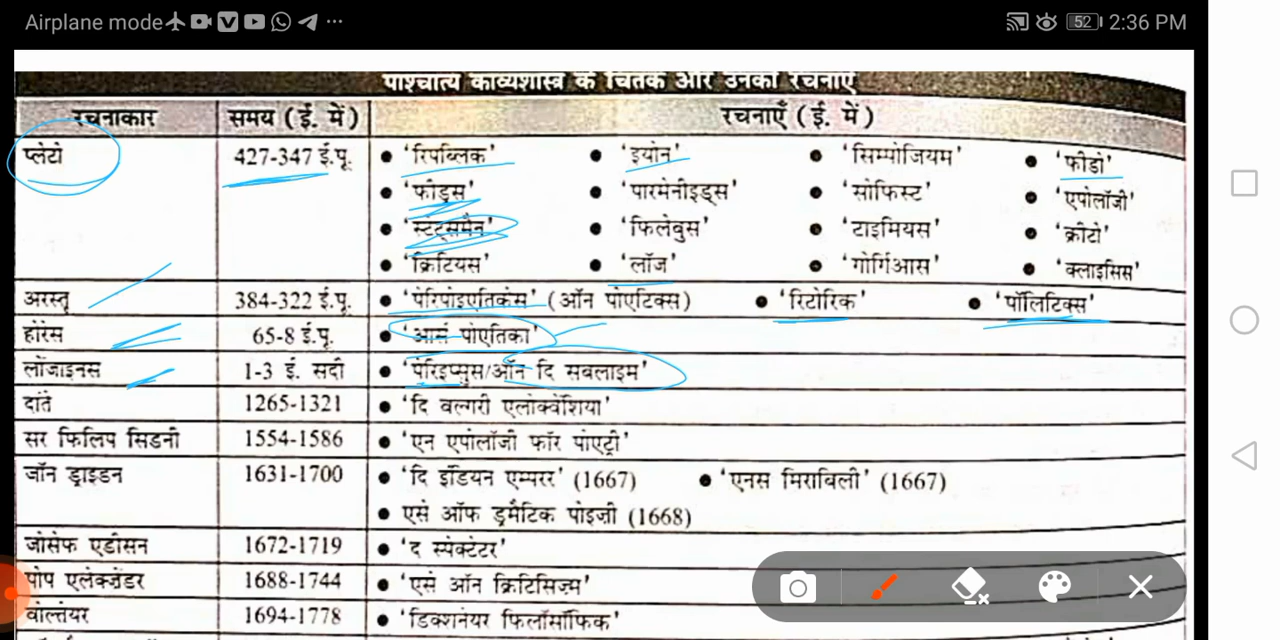 Airplane mode 52 2:36 PM
पाश्चात्य काव्यशास्त्र के चिंतक और उनकी रचनाएँ
रचनाकार समय (ई. में) रचनाएँ (ई. में)
प्लेटो 427-347 ई.पू. • 'रिपब्लिक' • 'इयोन' • 'सिम्पोजियम' • 'फीडो'
• 'फीड्रस' • 'पारमेनीड्स' • 'सोफिस्ट' • 'एपोलॉजी'
• 'स्टेट्समैन' • 'फिलेबुस' • 'टाइमियस' • 'क्रीटो'
• 'क्रिटियस' • 'लॉज' • 'गोर्गिआस' • 'क्लाइसिस'
अरस्तू 384-322 ई.पू. • 'पेरिपोइएतिकेस' (ऑन पोएटिक्स) • 'रिटोरिक' • 'पॉलिटिक्स'
होरेस 65-8 ई.पू. • 'आर्स पोएतिका'
लोंजाइनस 1-3 ई. सदी • 'पेरिइप्सुस/ऑन दि सबलाइम'
दांते 1265-1321 • 'दि वल्गरी एलोक्वेंशिया'
सर फिलिप सिडनी 1554-1586 • 'एन एपोलॉजी फॉर पोएट्री'
जॉन ड्राइडन 1631-1700 • 'दि इंडियन एम्परर' (1667) • 'एनस मिराबिली' (1667)
• एसे ऑफ ड्रमैटिक पोइज़ी (1668)
जोसेफ एडीसन 1672-1719 • 'द स्पेक्टेटर'
पोप एलेक्जेंडर 1688-1744 • 'एसे ऑन क्रिटिसिज़्म'
वोल्तेयर 1694-1778 • 'डिक्शनेयर फिलॉसॉफिक'